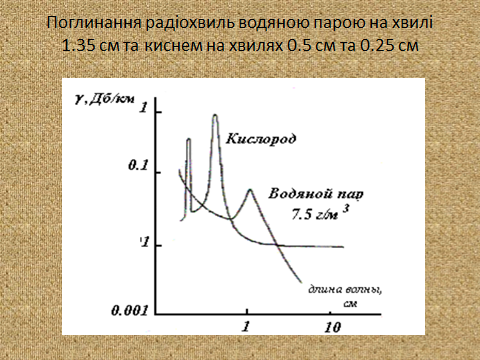 Поглинання радіохвиль водяною парою на хвилі
1.35 см та киснем на хвилях 0.5 см та 0.25 см
γ, Дб/км
1
Кислород
0.1
Водяной пар
7.5 г/м³
1
длина волны,
см
0.001
1 10